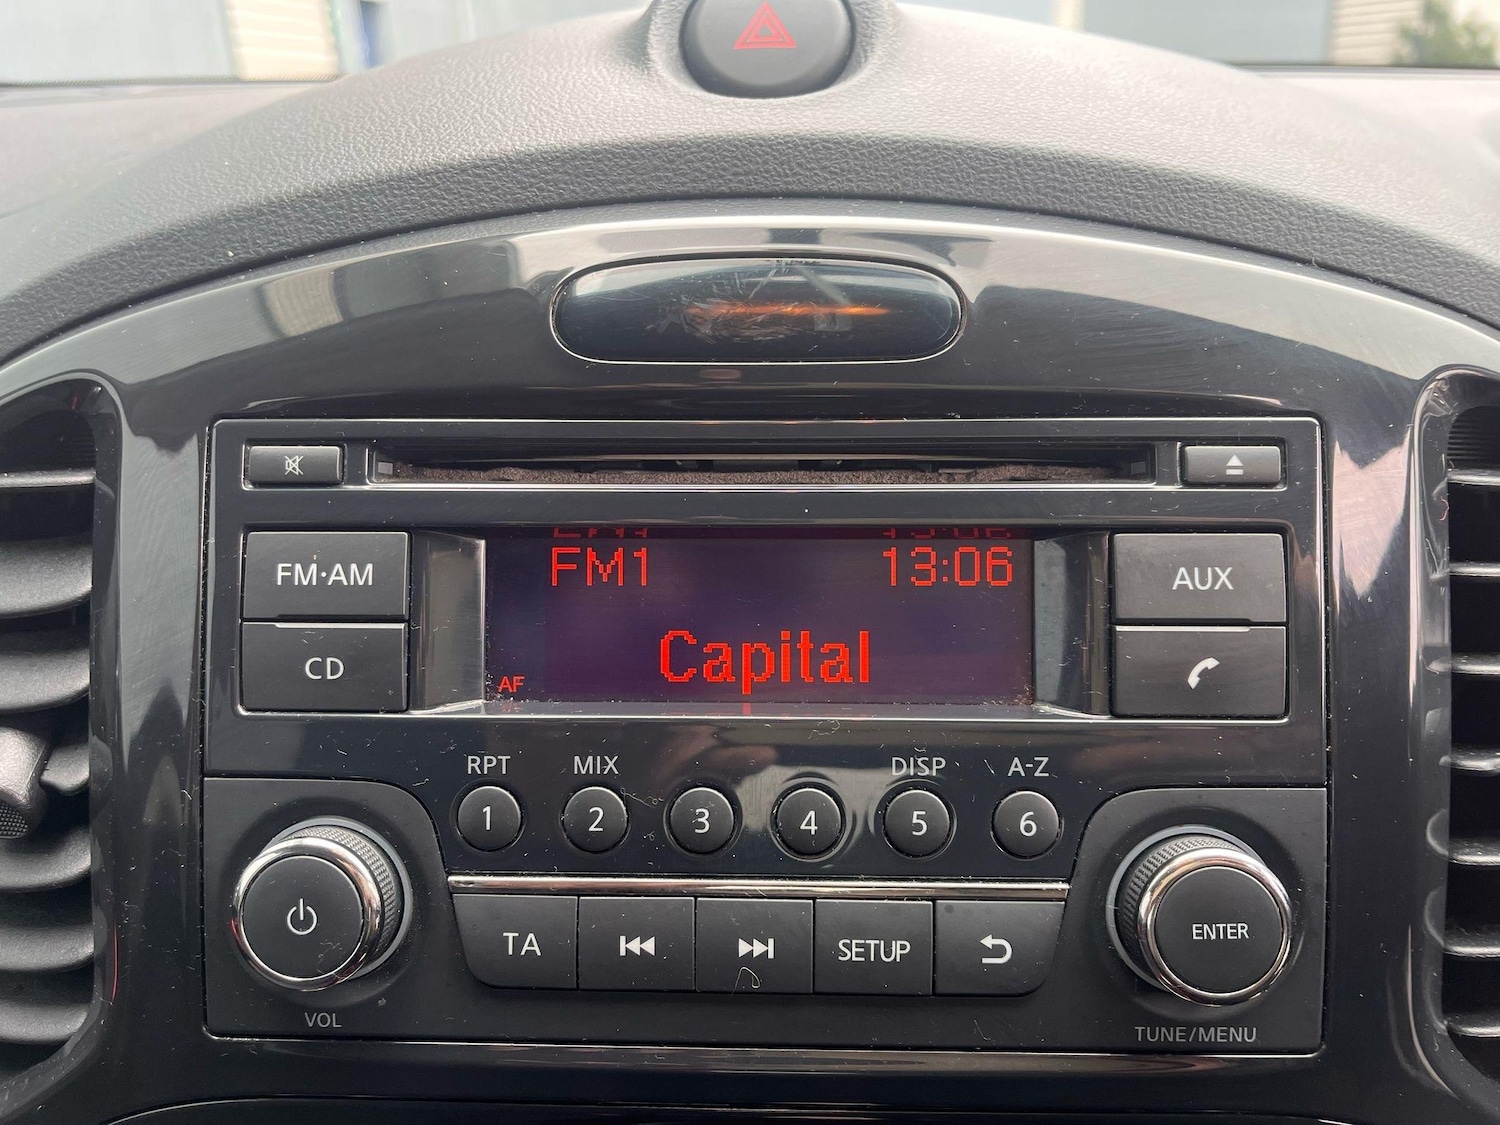 FM·AM
FM1 13:06
AUX
CD
AF
Capital
RPT MIX DISP A-Z
1 2 3 4 5 6
TA SETUP ENTER
VOL TUNE/MENU